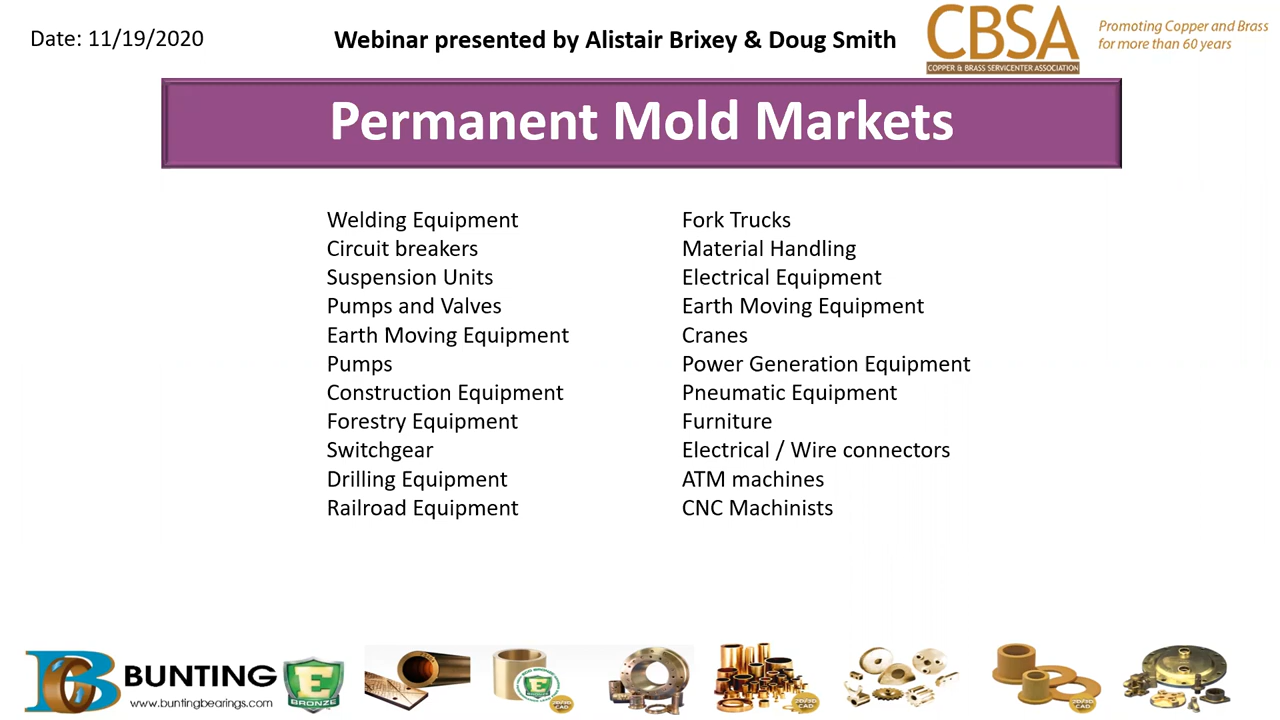 Date: 11/19/2020
Webinar presented by Alistair Brixey & Doug Smith
CBSA
COPPER & BRASS SERVICENTER ASSOCIATION
Promoting Copper and Brass
for more than 60 years
Permanent Mold Markets
Welding Equipment
Circuit breakers
Suspension Units
Pumps and Valves
Earth Moving Equipment
Pumps
Construction Equipment
Forestry Equipment
Switchgear
Drilling Equipment
Railroad Equipment
Fork Trucks
Material Handling
Electrical Equipment
Earth Moving Equipment
Cranes
Power Generation Equipment
Pneumatic Equipment
Furniture
Electrical / Wire connectors
ATM machines
CNC Machinists
BUNTING
www.buntingbearings.com
E
BRONZE